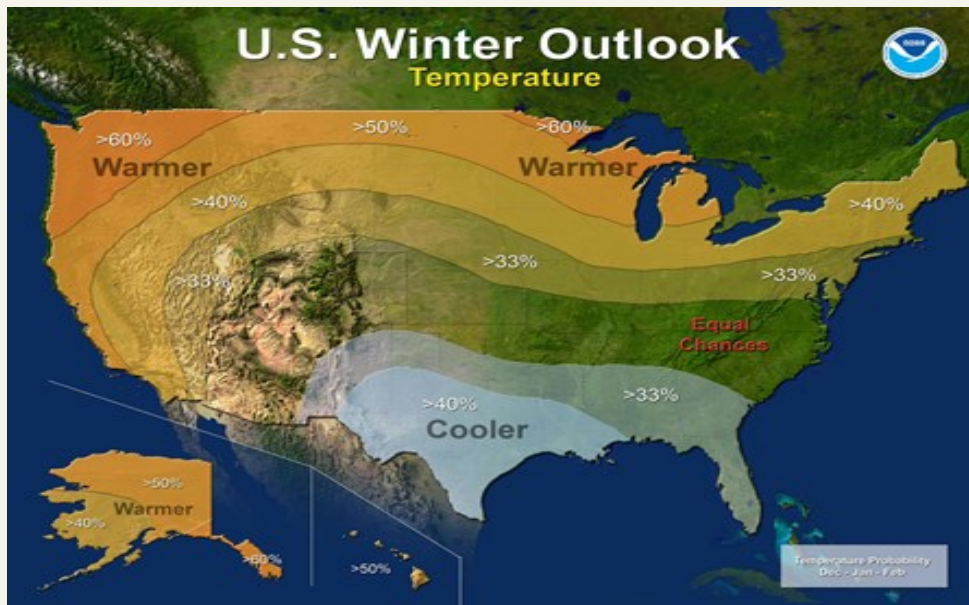 U.S. Winter Outlook
Temperature
NOAA
>60%
>50%
>60%
Warmer
Warmer
>40%
>40%
>33%
>33%
>33%
Equal
Chances
>40%
>33%
Cooler
>50%
Warmer
>40%
>60%
>50%
Temperature Probability
Dec - Jan - Feb